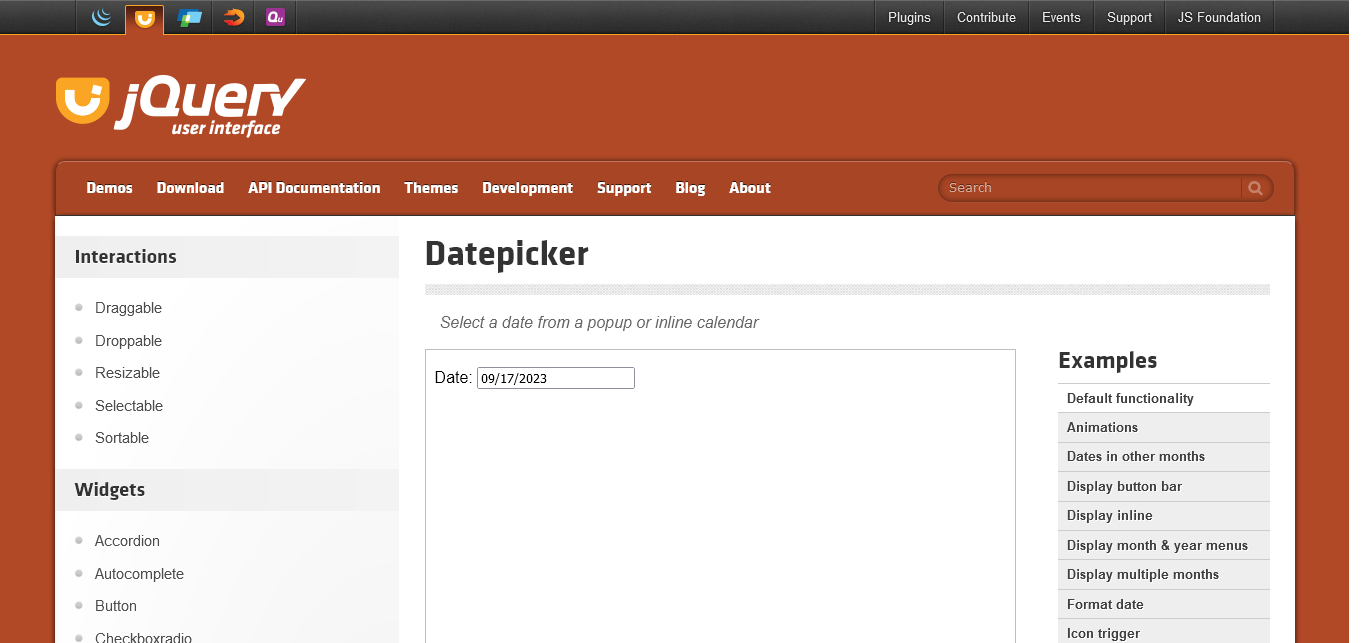 Qu
Plugins Contribute Events Support JS Foundation
jQuery
user interface
Demos Download API Documentation Themes Development Support Blog About Search
Interactions
Draggable
Droppable
Resizable
Selectable
Sortable
Widgets
Accordion
Autocomplete
Button
Checkboxradio
Datepicker
Select a date from a popup or inline calendar
Date: 09/17/2023
Examples
Default functionality
Animations
Dates in other months
Display button bar
Display inline
Display month & year menus
Display multiple months
Format date
Icon trigger